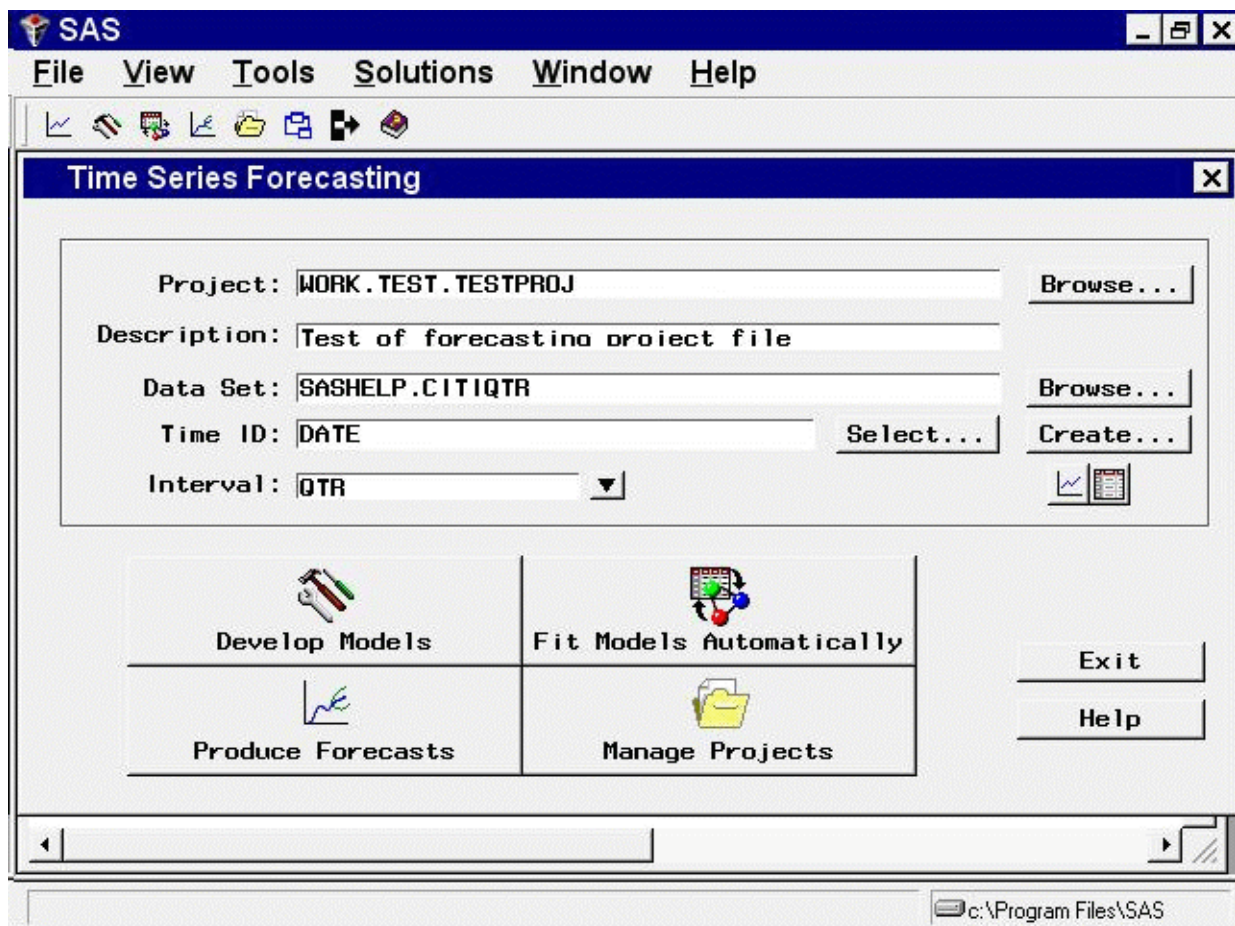 SAS
File View Tools Solutions Window Help
Time Series Forecasting
Project: WORK.TEST.TESTPROJ Browse...
Description: Test of forecasting project file
Data Set: SASHELP.CITIQTR Browse...
Time ID: DATE Select... Create...
Interval: QTR
Develop Models Fit Models Automatically
Exit
Produce Forecasts Manage Projects
Help
c:\Program Files\SAS